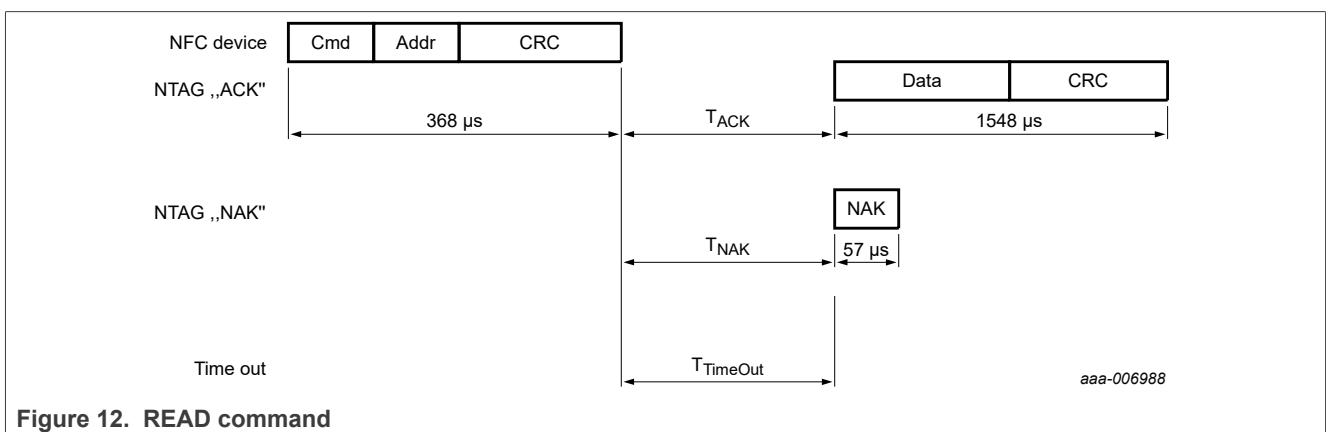 NFC device Cmd Addr CRC
NTAG ,,ACK" Data CRC
368 µs TACK 1548 µs
NTAG ,,NAK" NAK
TNAK 57 µs
Time out TTimeOut aaa-006988
Figure 12. READ command